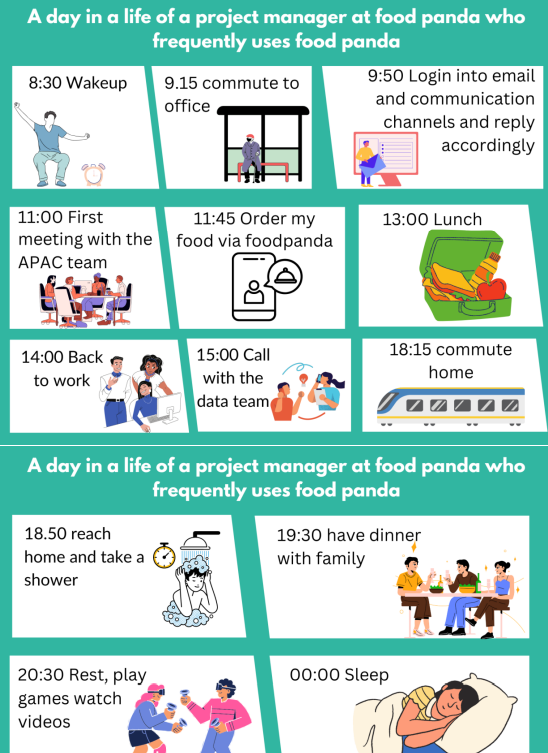 A day in a life of a project manager at food panda who
frequently uses food panda
8:30 Wakeup
9.15 commute to
office
9:50 Login into email
and communication
channels and reply
accordingly
11:00 First
meeting with the
APAC team
11:45 Order my
food via foodpanda
13:00 Lunch
14:00 Back
to work
15:00 Call
with the
data team
18:15 commute
home
A day in a life of a project manager at food panda who
frequently uses food panda
18.50 reach
home and take a
shower
19:30 have dinner
with family
20:30 Rest, play
games watch
videos
00:00 Sleep